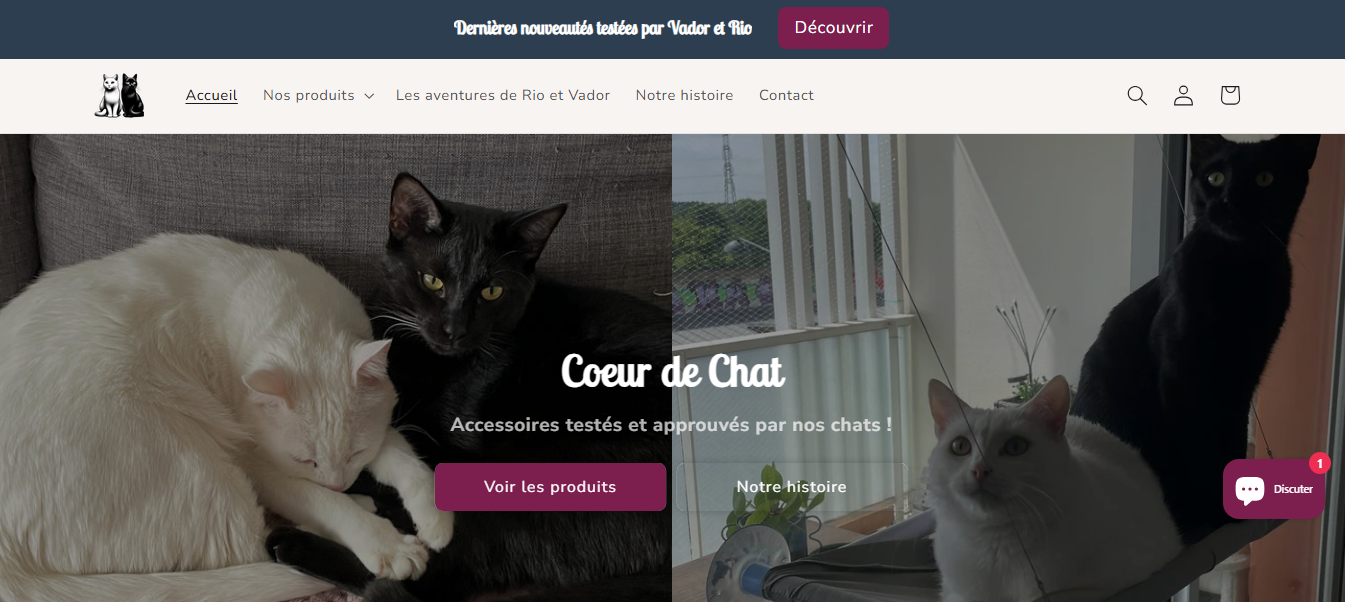 Dernières nouveautés testées par Vador et Rio
Découvrir
Accueil
Nos produits
Les aventures de Rio et Vador
Notre histoire
Contact
Coeur de Chat
Accessoires testés et approuvés par nos chats !
Voir les produits
Notre histoire
1
Discuter